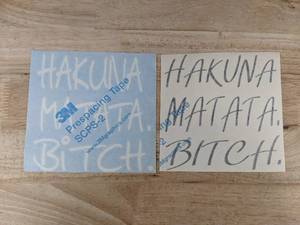 HAKUNA
MATATA.
BITCH.
3M
Prespacing Tape
SCPS-2
HAKUNA
MATATA.
BITCH.